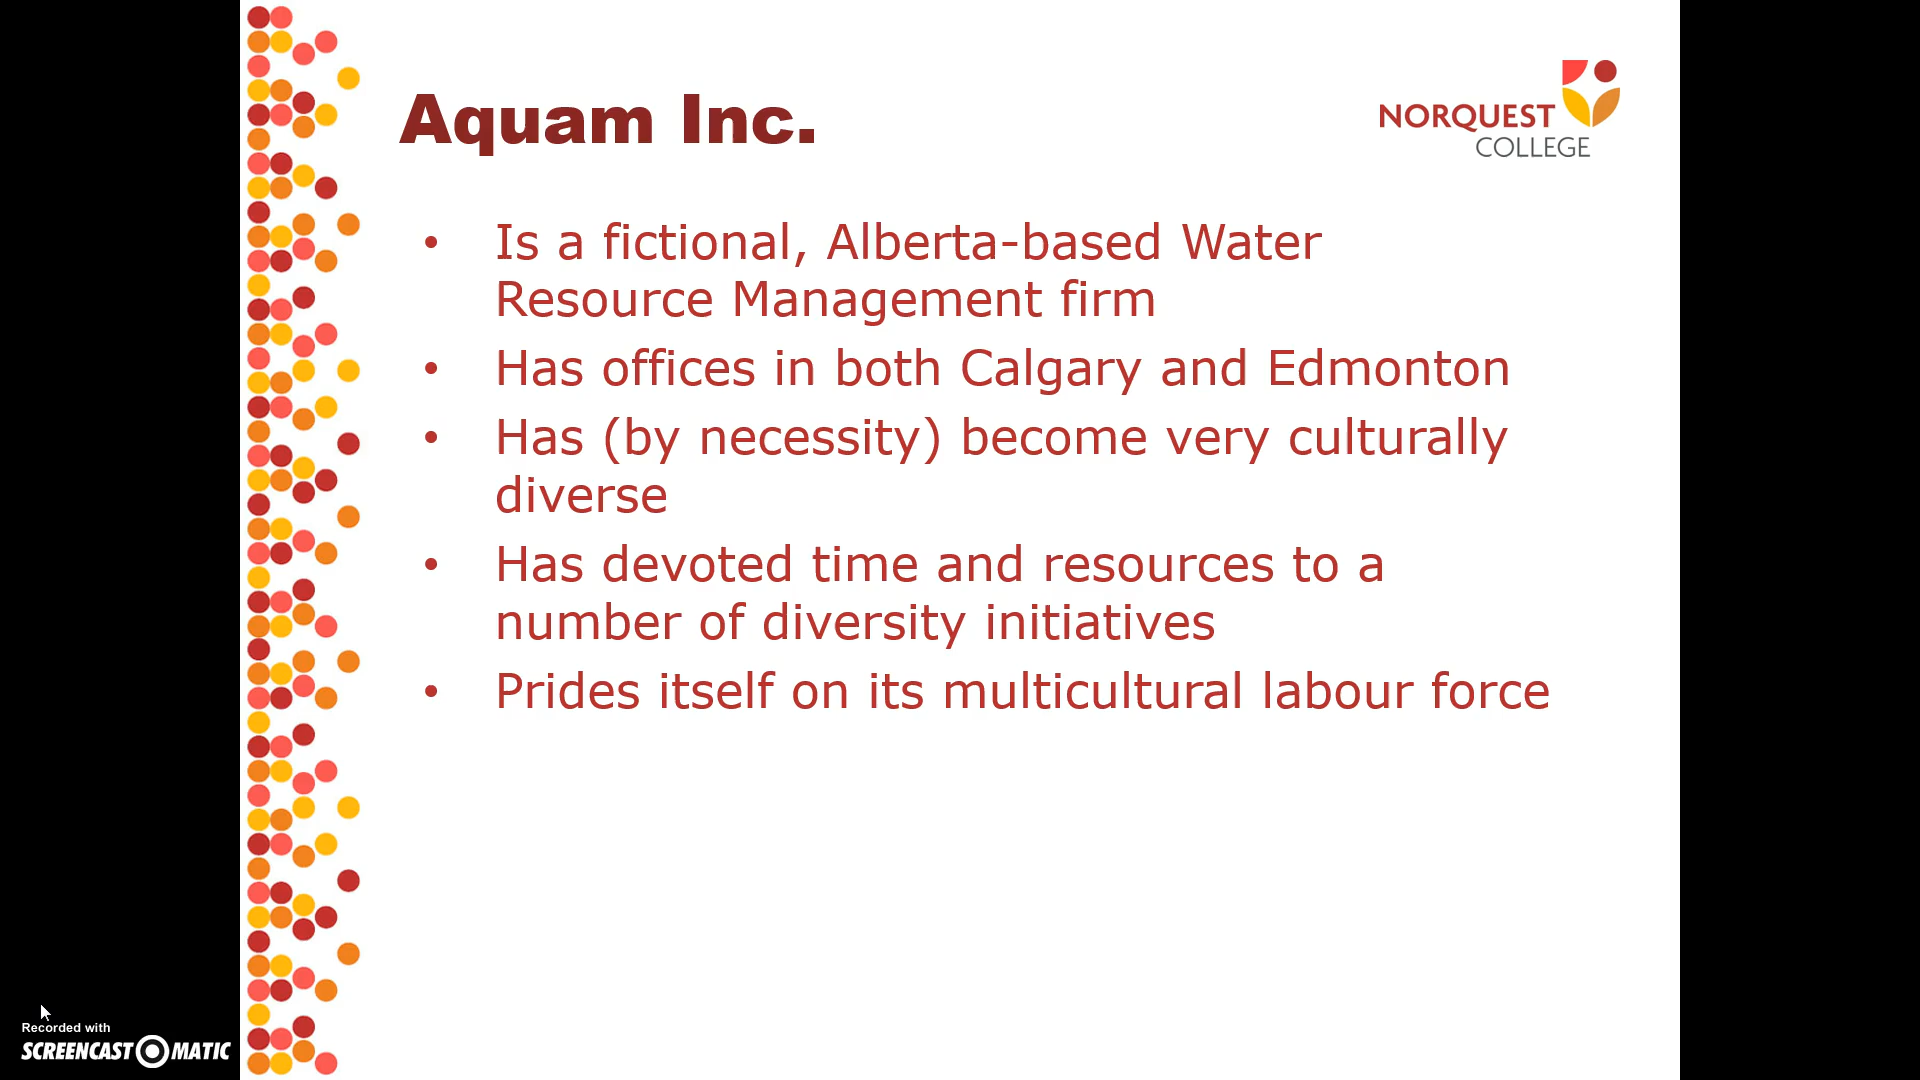 Aquam Inc.
NORQUEST
COLLEGE
• Is a fictional, Alberta-based Water
Resource Management firm
• Has offices in both Calgary and Edmonton
• Has (by necessity) become very culturally
diverse
• Has devoted time and resources to a
number of diversity initiatives
• Prides itself on its multicultural labour force
Recorded with
SCREENCAST MATIC